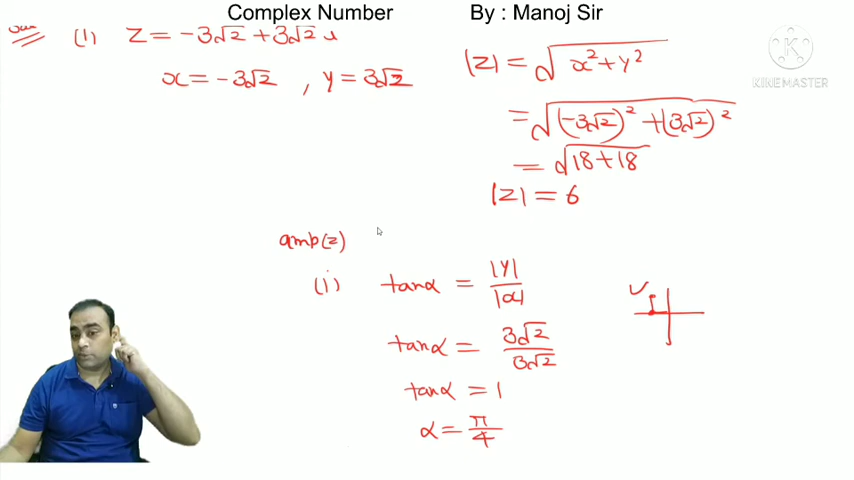 Complex Number By : Manoj Sir
(1) Z = -3√2 + 3√2 i
x = -3√2 , y = 3√2
|Z| = √(x² + y²)
= √((-3√2)² + (3√2)²)
= √(18 + 18)
|Z| = 6
KINEMASTER
amp(z)
(i) tanα = |y|/|x|
tanα = 3√2/3√2
tanα = 1
α = π/4